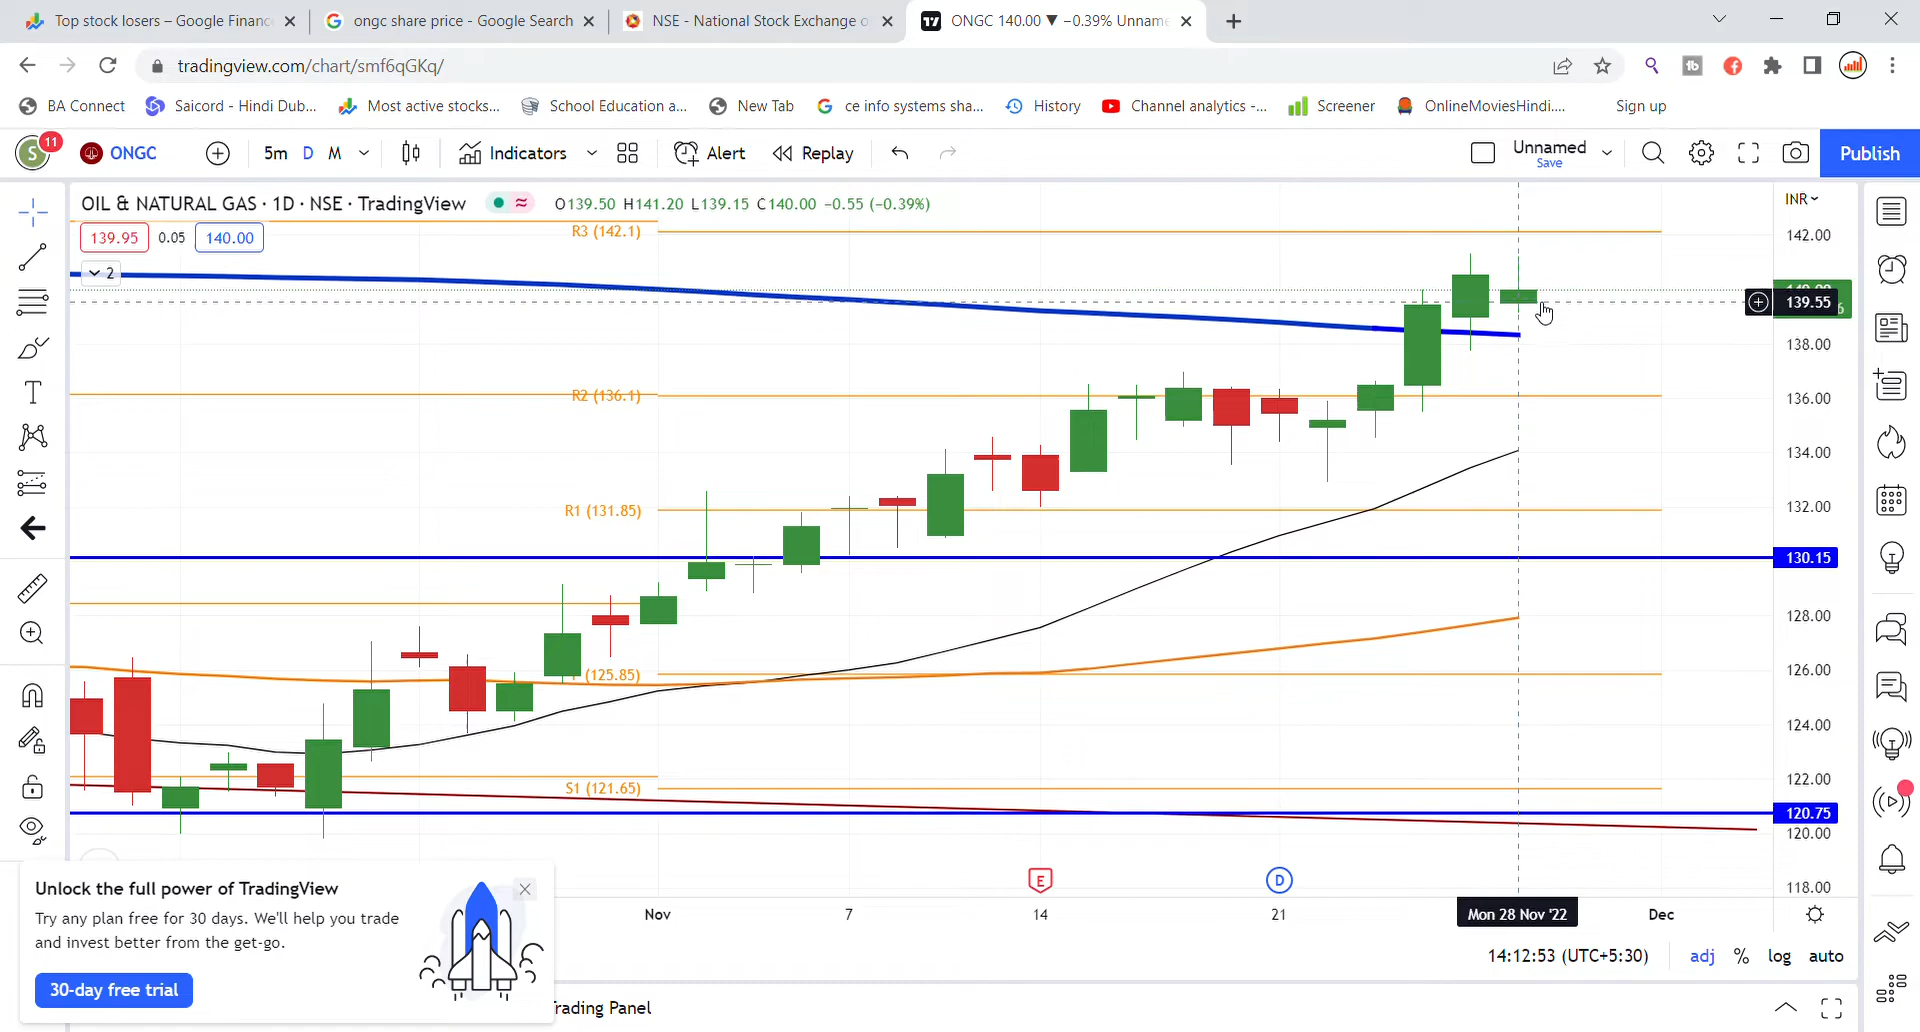 Top stock losers – Google Financ
ongc share price - Google Search
NSE - National Stock Exchange o
ONGC 140.00 ▼ −0.39% Unnam
tradingview.com/chart/smf6qGKq/
BA Connect
Saicord - Hindi Dub...
Most active stocks...
School Education a...
New Tab
ce info systems sha...
History
Channel analytics -...
Screener
OnlineMoviesHindi....
Sign up
S 11
ONGC
5m D M
Indicators
Alert
Replay
Unnamed
Save
Publish
OIL & NATURAL GAS · 1D · NSE · TradingView
O139.50 H141.20 L139.15 C140.00 −0.55 (−0.39%)
INR
139.95 0.05 140.00
2
R3 (142.1)
R2 (136.1)
R1 (131.85)
(125.85)
S1 (121.65)
142.00
139.55
138.00
136.00
134.00
132.00
130.15
128.00
126.00
124.00
122.00
120.75
120.00
118.00
E
D
Nov
7
14
21
Mon 28 Nov '22
Dec
14:12:53 (UTC+5:30)
adj % log auto
Unlock the full power of TradingView
Try any plan free for 30 days. We'll help you trade
and invest better from the get-go.
30-day free trial
rading Panel